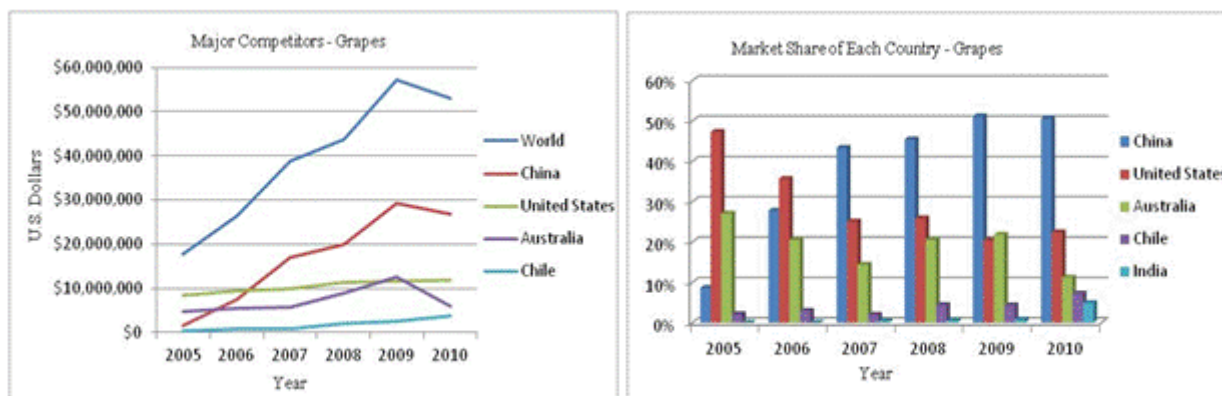 Major Competitors - Grapes
$60,000,000
$50,000,000
$40,000,000
$30,000,000
$20,000,000
$10,000,000
$0
U.S. Dollars
2005 2006 2007 2008 2009 2010
Year
World
China
United States
Australia
Chile
Market Share of Each Country - Grapes
60%
50%
40%
30%
20%
10%
0%
2005 2006 2007 2008 2009 2010
Year
China
United States
Australia
Chile
India